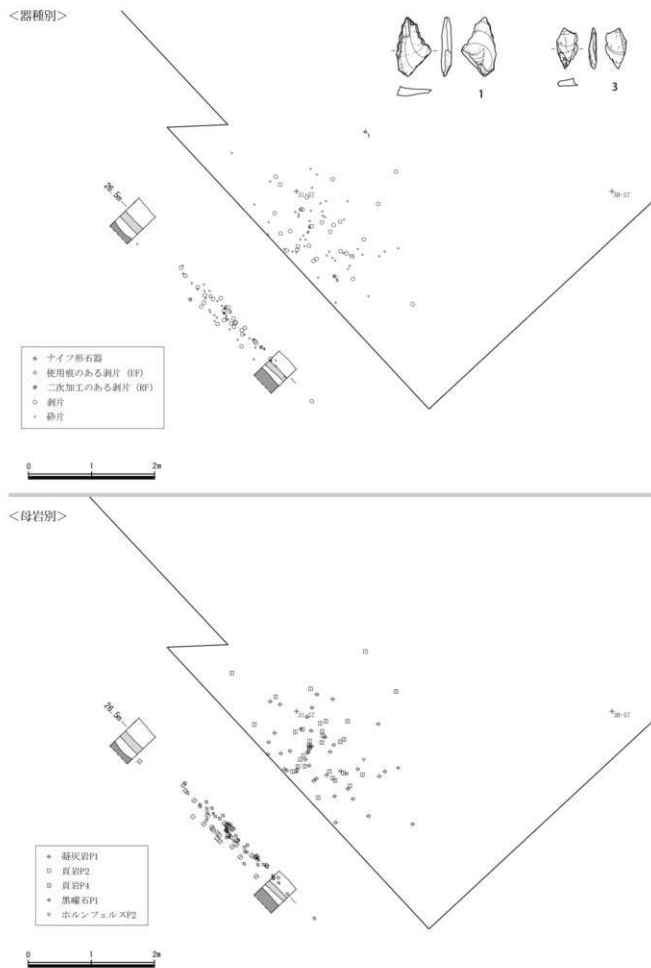 <器種別>
1
3
1
26.5m
ナイフ形石器
使用痕のある剥片 (UF)
二次加工のある剥片 (RF)
剥片
砕片
0 1 2m
<母岩別>
26.5m
凝灰岩P1
頁岩P2
頁岩P4
黒曜石P1
ホルンフェルスP2
0 1 2m